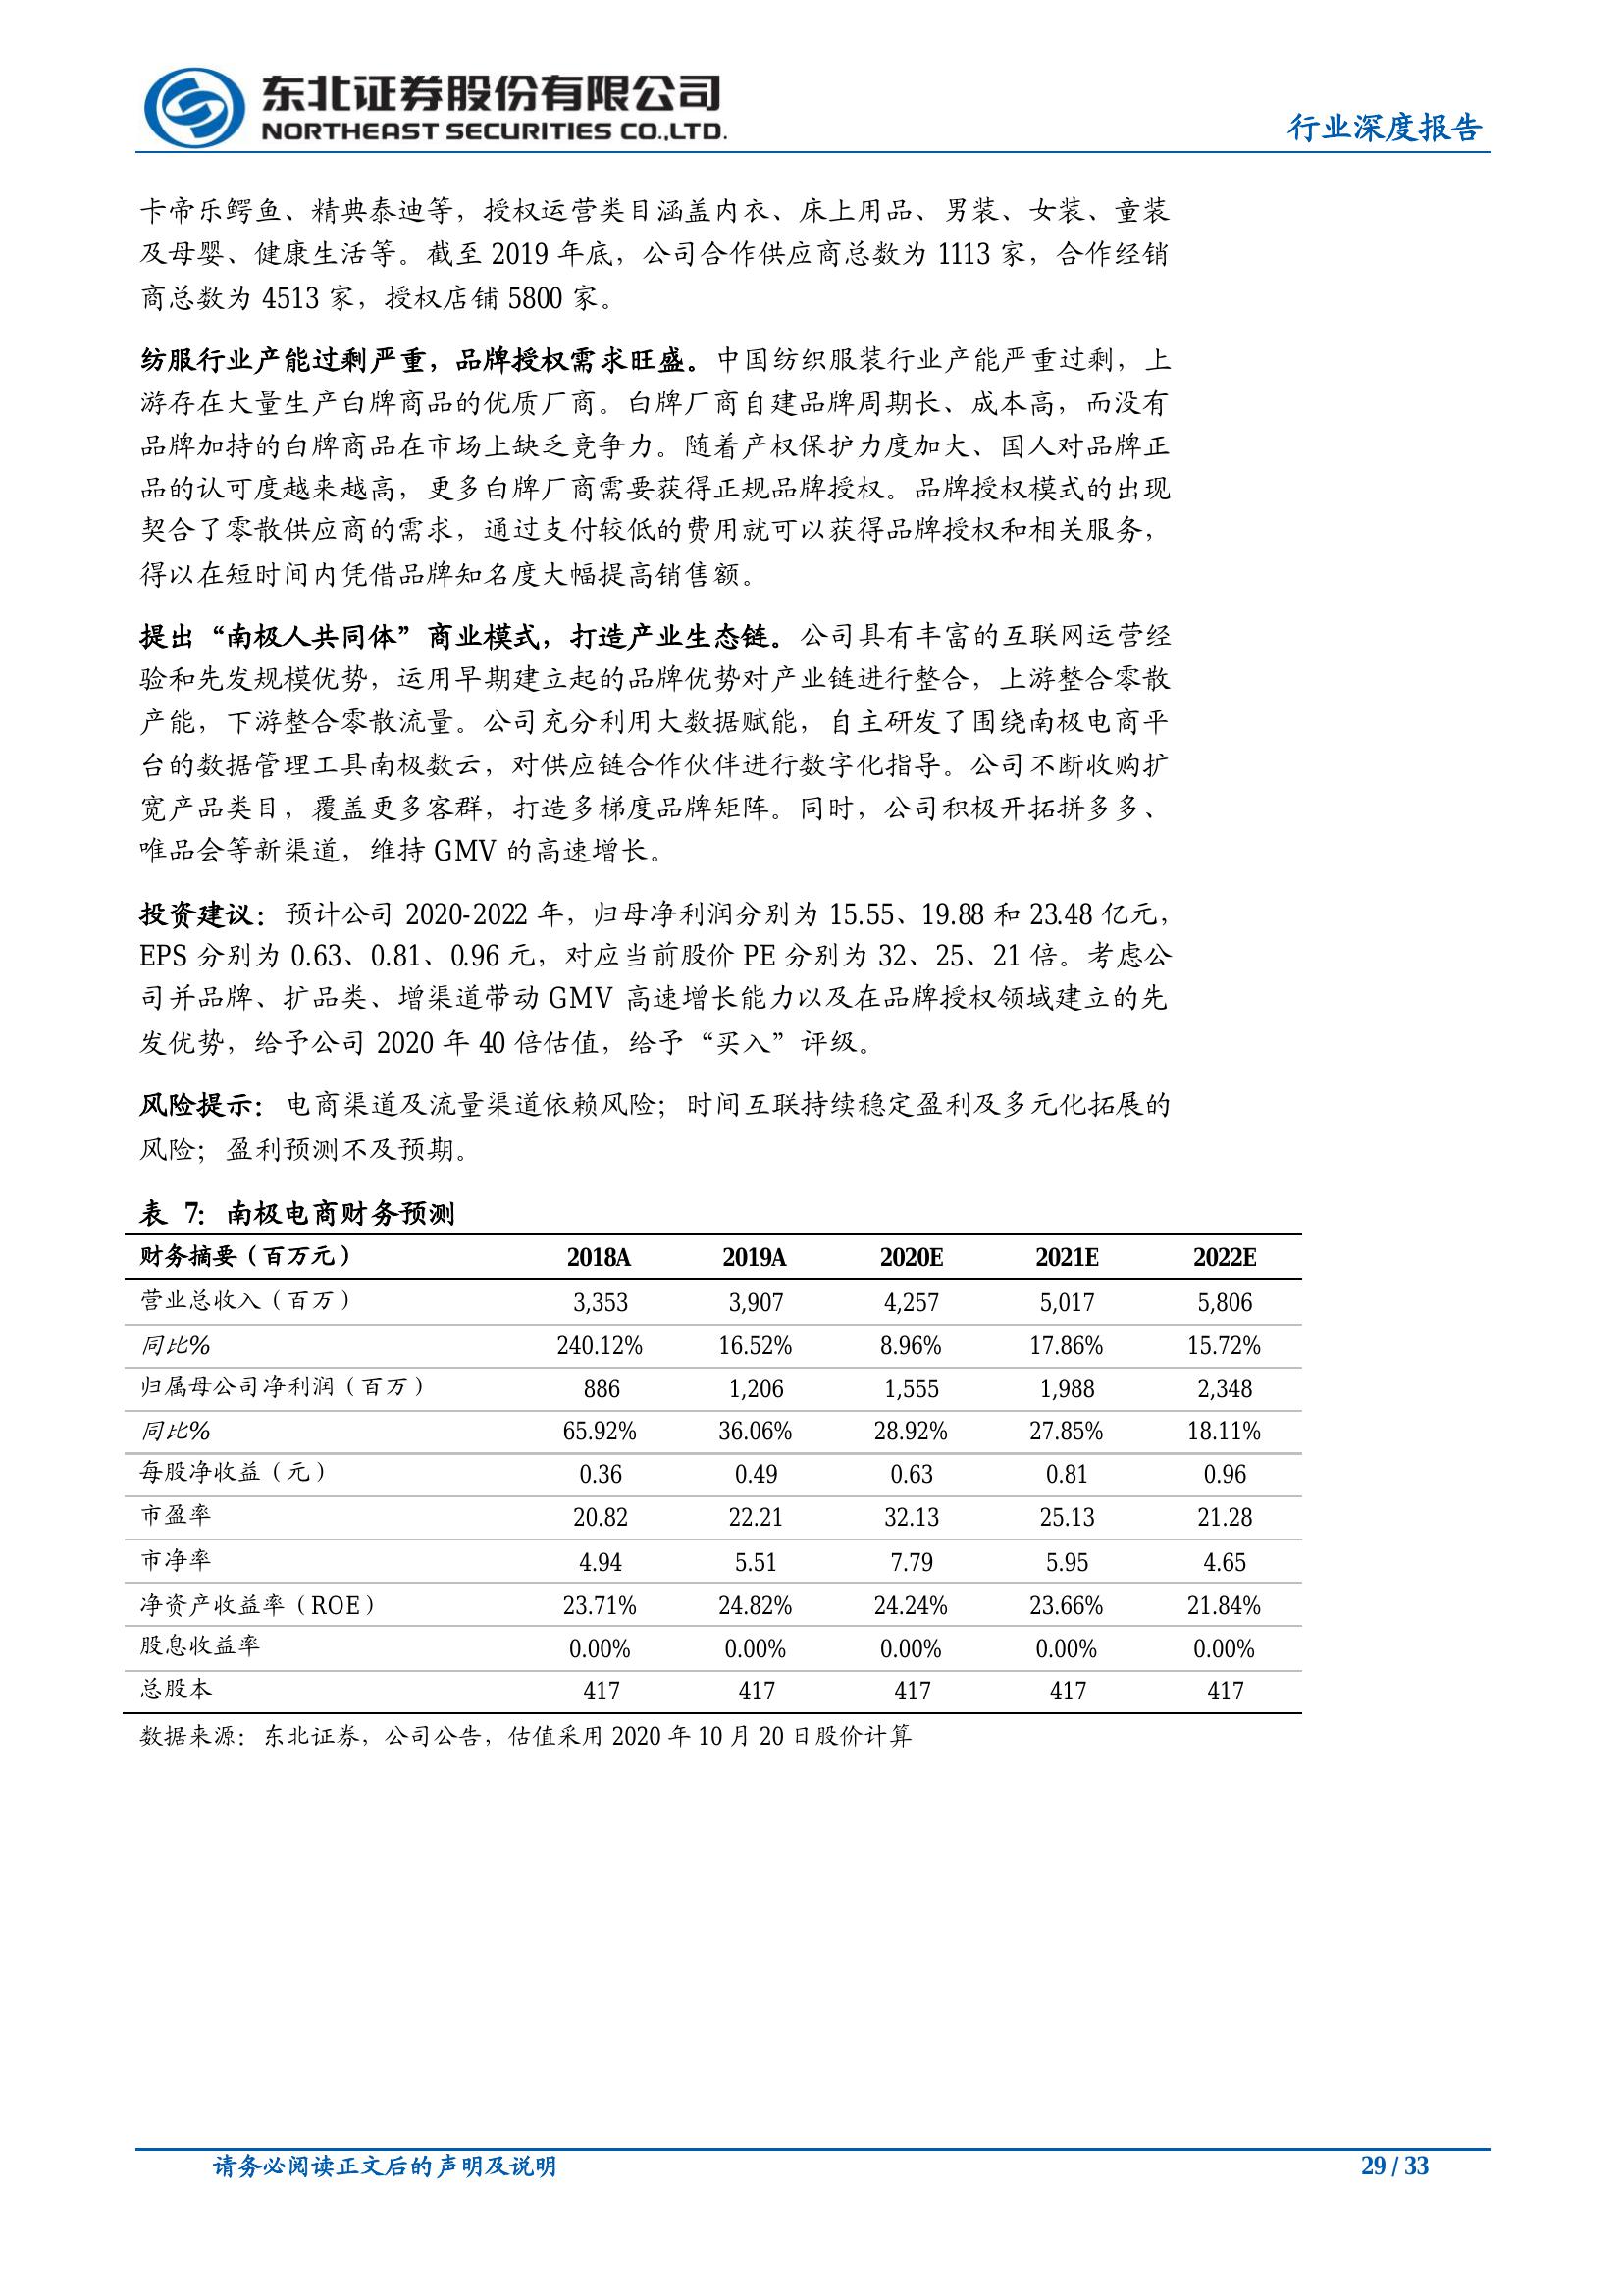 东北证券股份有限公司
NORTHEAST SECURITIES CO.,LTD.
行业深度报告
卡帝乐鳄鱼、精典泰迪等，授权运营类目涵盖内衣、床上用品、男装、女装、童装
及母婴、健康生活等。截至 2019 年底，公司合作供应商总数为 1113 家，合作经销
商总数为 4513 家，授权店铺 5800 家。
纺服行业产能过剩严重，品牌授权需求旺盛。中国纺织服装行业产能严重过剩，上
游存在大量生产白牌商品的优质厂商。白牌厂商自建品牌周期长、成本高，而没有
品牌加持的白牌商品在市场上缺乏竞争力。随着产权保护力度加大、国人对品牌正
品的认可度越来越高，更多白牌厂商需要获得正规品牌授权。品牌授权模式的出现
契合了零散供应商的需求，通过支付较低的费用就可以获得品牌授权和相关服务，
得以在短时间内凭借品牌知名度大幅提高销售额。
提出“南极人共同体”商业模式，打造产业生态链。公司具有丰富的互联网运营经
验和先发规模优势，运用早期建立起的品牌优势对产业链进行整合，上游整合零散
产能，下游整合零散流量。公司充分利用大数据赋能，自主研发了围绕南极电商平
台的数据管理工具南极数云，对供应链合作伙伴进行数字化指导。公司不断收购扩
宽产品类目，覆盖更多客群，打造多梯度品牌矩阵。同时，公司积极开拓拼多多、
唯品会等新渠道，维持 GMV 的高速增长。
投资建议：预计公司 2020-2022 年，归母净利润分别为 15.55、19.88 和 23.48 亿元，
EPS 分别为 0.63、0.81、0.96 元，对应当前股价 PE 分别为 32、25、21 倍。考虑公
司并品牌、扩品类、增渠道带动 GMV 高速增长能力以及在品牌授权领域建立的先
发优势，给予公司 2020 年 40 倍估值，给予“买入”评级。
风险提示：电商渠道及流量渠道依赖风险；时间互联持续稳定盈利及多元化拓展的
风险；盈利预测不及预期。
表 7：南极电商财务预测
财务摘要（百万元） 2018A 2019A 2020E 2021E 2022E
营业总收入（百万） 3,353 3,907 4,257 5,017 5,806
同比% 240.12% 16.52% 8.96% 17.86% 15.72%
归属母公司净利润（百万） 886 1,206 1,555 1,988 2,348
同比% 65.92% 36.06% 28.92% 27.85% 18.11%
每股净收益（元） 0.36 0.49 0.63 0.81 0.96
市盈率 20.82 22.21 32.13 25.13 21.28
市净率 4.94 5.51 7.79 5.95 4.65
净资产收益率（ROE） 23.71% 24.82% 24.24% 23.66% 21.84%
股息收益率 0.00% 0.00% 0.00% 0.00% 0.00%
总股本 417 417 417 417 417
数据来源：东北证券，公司公告，估值采用 2020 年 10 月 20 日股价计算
请务必阅读正文后的声明及说明
29 / 33